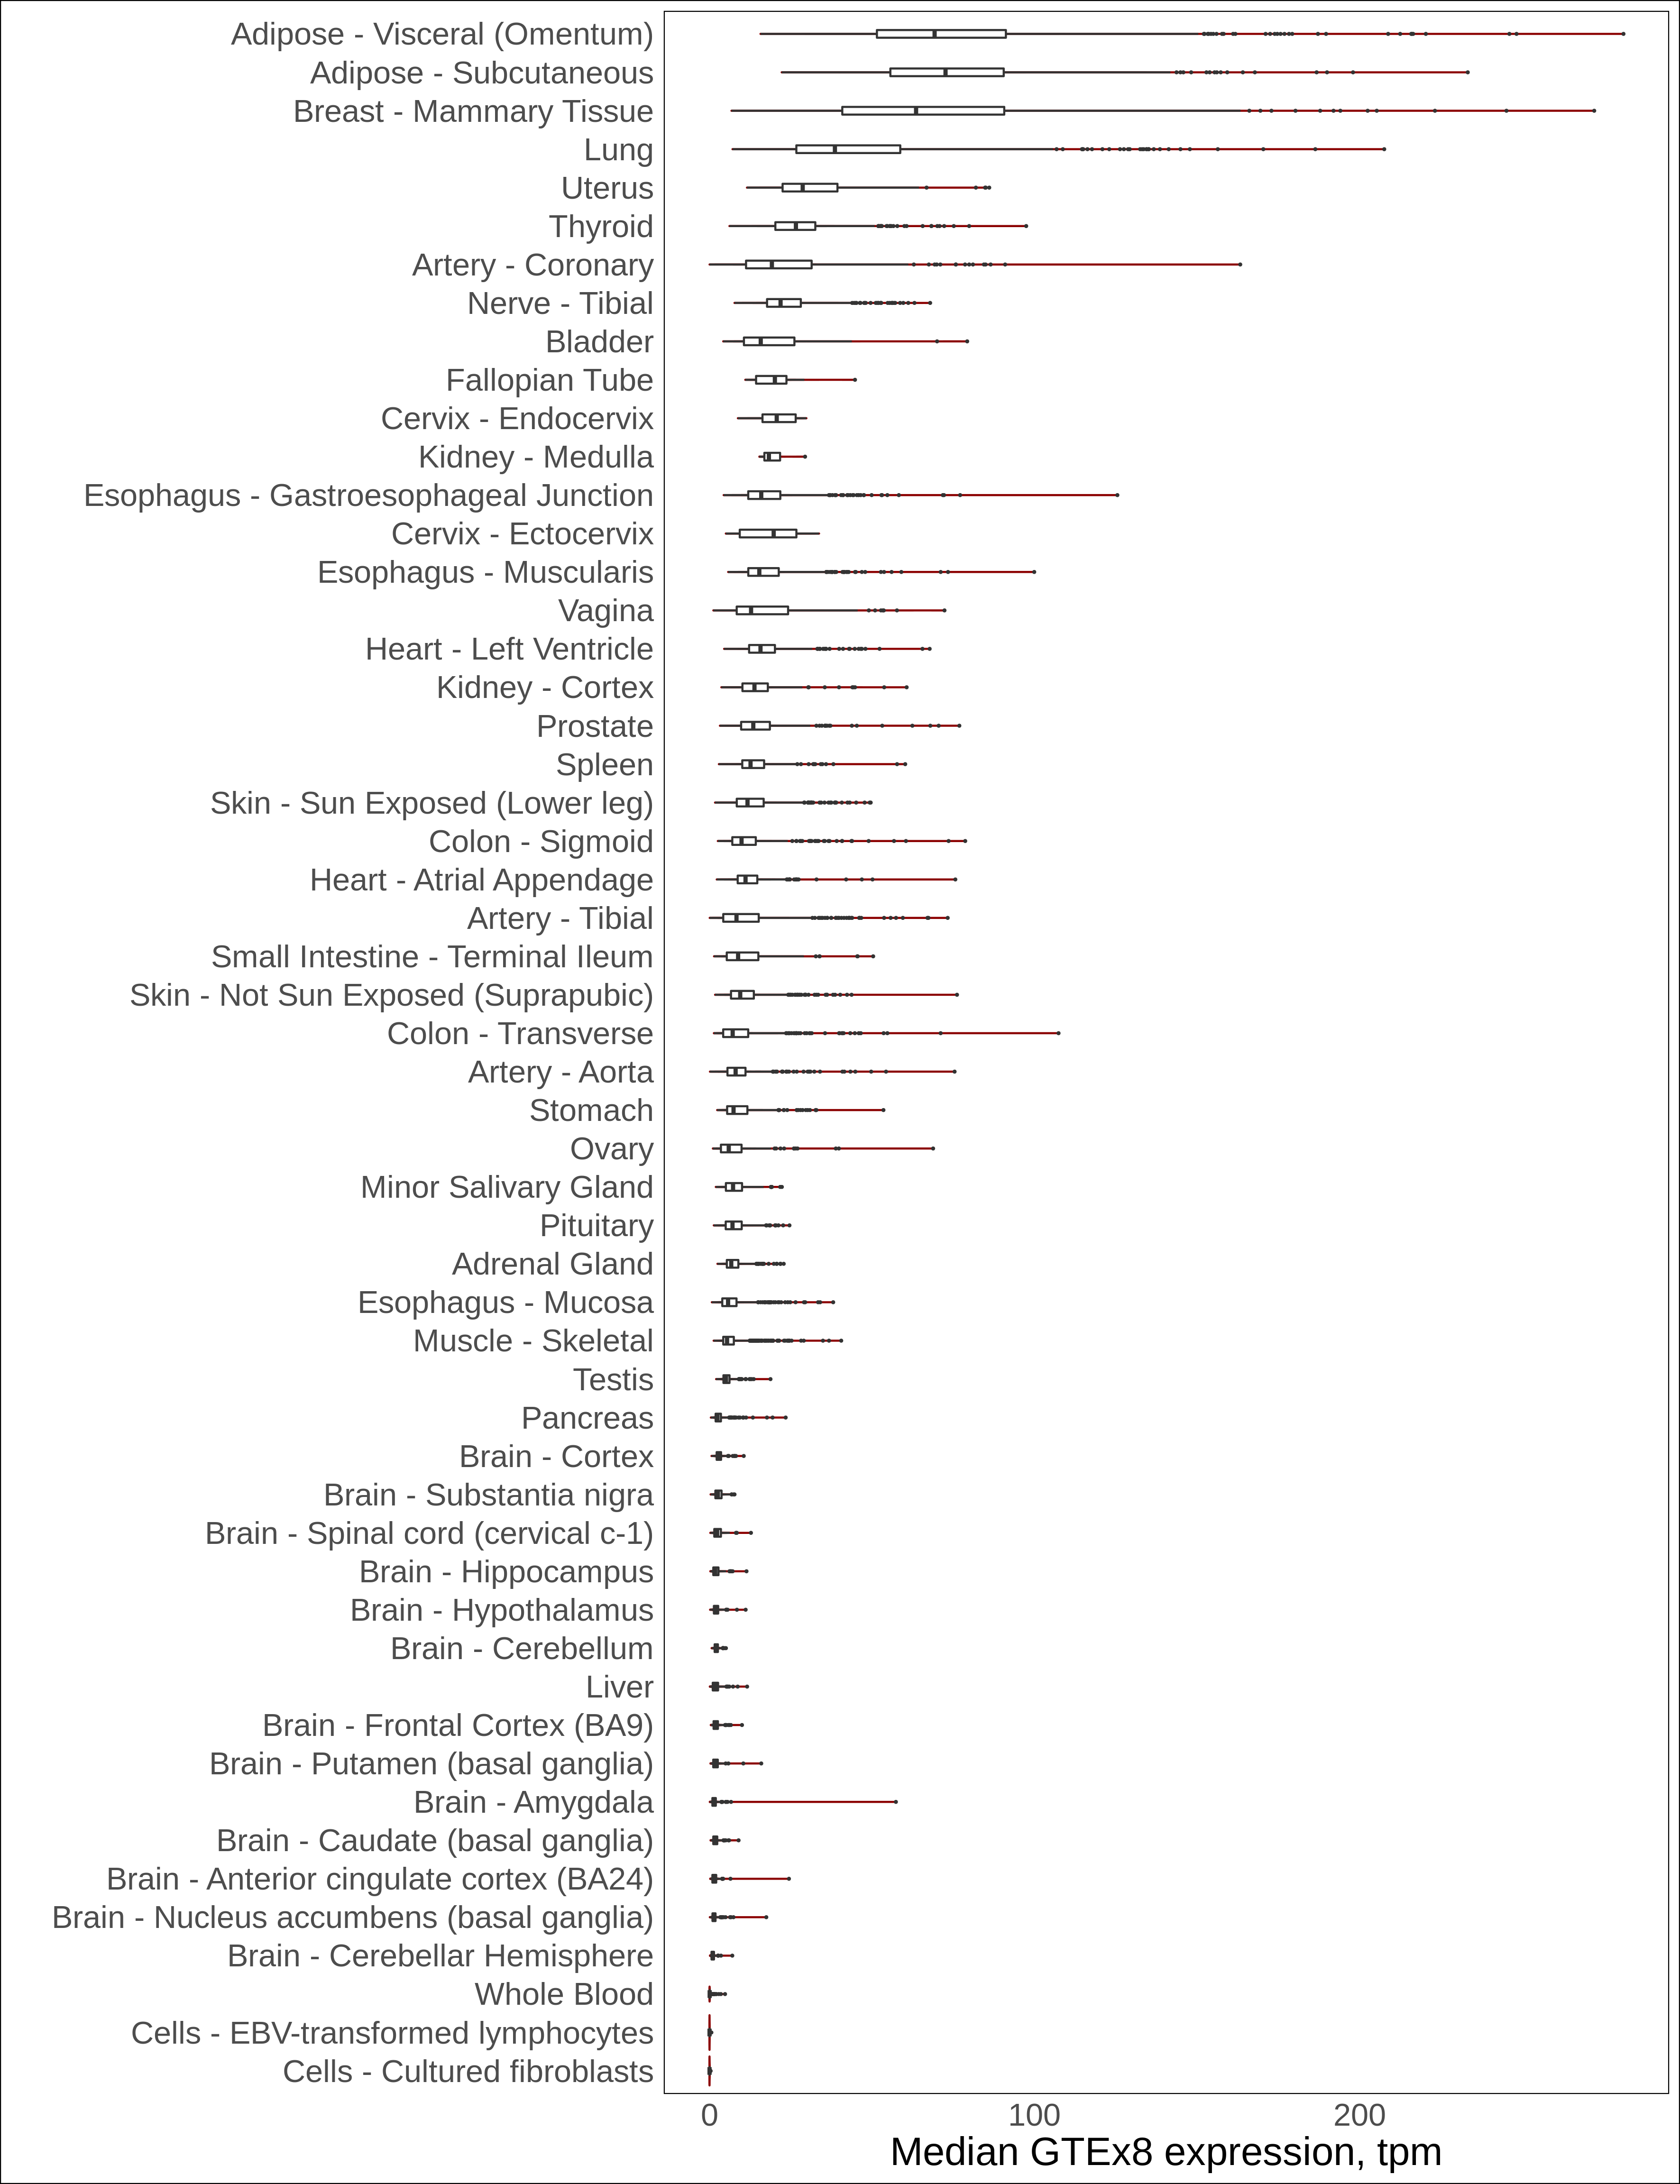 Adipose - Visceral (Omentum)
Adipose - Subcutaneous
Breast - Mammary Tissue
Lung
Uterus
Thyroid
Artery - Coronary
Nerve - Tibial
Bladder
Fallopian Tube
Cervix - Endocervix
Kidney - Medulla
Esophagus - Gastroesophageal Junction
Cervix - Ectocervix
Esophagus - Muscularis
Vagina
Heart - Left Ventricle
Kidney - Cortex
Prostate
Spleen
Skin - Sun Exposed (Lower leg)
Colon - Sigmoid
Heart - Atrial Appendage
Artery - Tibial
Small Intestine - Terminal Ileum
Skin - Not Sun Exposed (Suprapubic)
Colon - Transverse
Artery - Aorta
Stomach
Ovary
Minor Salivary Gland
Pituitary
Adrenal Gland
Esophagus - Mucosa
Muscle - Skeletal
Testis
Pancreas
Brain - Cortex
Brain - Substantia nigra
Brain - Spinal cord (cervical c-1)
Brain - Hippocampus
Brain - Hypothalamus
Brain - Cerebellum
Liver
Brain - Frontal Cortex (BA9)
Brain - Putamen (basal ganglia)
Brain - Amygdala
Brain - Caudate (basal ganglia)
Brain - Anterior cingulate cortex (BA24)
Brain - Nucleus accumbens (basal ganglia)
Brain - Cerebellar Hemisphere
Whole Blood
Cells - EBV-transformed lymphocytes
Cells - Cultured fibroblasts
0 100 200
Median GTEx8 expression, tpm